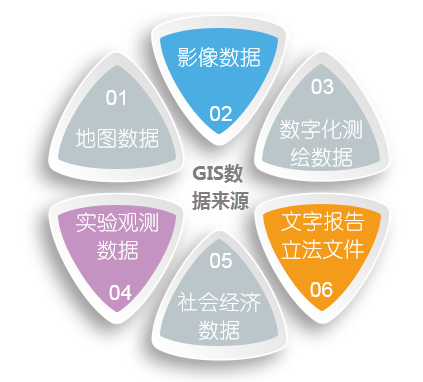 01
地图数据
影像数据
02
03
数字化测
绘数据
GIS数
据来源
实验观测
数据
04
05
社会经济
数据
文字报告
立法文件
06